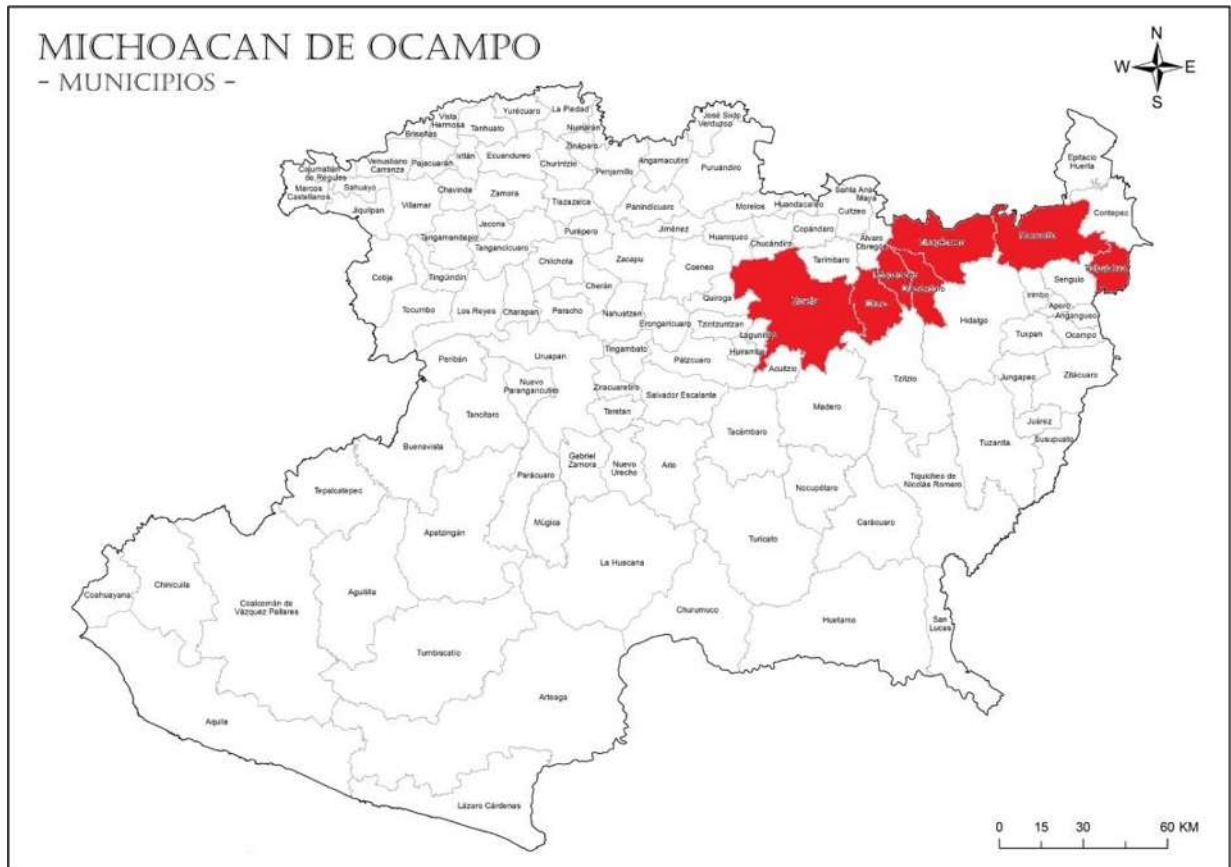 MICHOACAN DE OCAMPO
- MUNICIPIOS -
N
W
E
S
Yurécuaro
La Piedad
Vista
Hermosa
Tanhuato
Numarán
José Sixto
Verduzco
Briseñas
Zináparo
Ixtlán
Ecuandureo
Churintzio
Penjamillo
Angamacutiro
Puruándiro
Epitacio
Huerta
Cojumatlán
de Régules
Venustiano
Carranza
Pajacuarán
Marcos
Castellanos
Sahuayo
Jiquilpan
Villamar
Chavinda
Zamora
Tlazazalca
Panindícuaro
Morelos
Huandacareo
Santa Ana
Maya
Cuitzeo
Contepec
Jacona
Tangamandapio
Tangancícuaro
Purépero
Jiménez
Huaniqueo
Chucándiro
Copándaro
Álvaro
Obregón
Tarímbaro
Cotija
Tingüindín
Chilchota
Zacapu
Coeneo
Cherán
Senguio
Tocumbo
Los Reyes
Charapan
Paracho
Nahuatzen
Erongarícuaro
Quiroga
Tzintzuntzan
Morelia
Charo
Hidalgo
Irimbo
Aporo
Angangueo
Tuxpan
Ocampo
Peribán
Uruapan
Tingambato
Pátzcuaro
Lagunillas
Huiramba
Acuitzio
Tzitzio
Jungapeo
Zitácuaro
Nuevo
Tancítaro
Ziracuaretiro
Taretan
Salvador Escalante
Madero
Tacámbaro
Juárez
Susupuato
Tuzantla
Buenavista
Parácuaro
Gabriel
Zamora
Nuevo
Urecho
Ario
Tepalcatepec
Nocupétaro
Tiquicheo de
Nicolás Romero
Apatzingán
Múgica
Turicato
Carácuaro
La Huacana
Coahuayana
Chinicuila
Coalcomán de
Vázquez Pallares
Aguililla
Churumuco
Huetamo
San
Lucas
Tumbiscatío
Arteaga
Aquila
Lázaro Cárdenas
0 15 30 60 KM